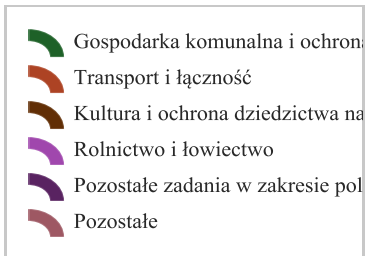 Gospodarka komunalna i ochrona
Transport i łączność
Kultura i ochrona dziedzictwa na
Rolnictwo i łowiectwo
Pozostałe zadania w zakresie pol
Pozostałe